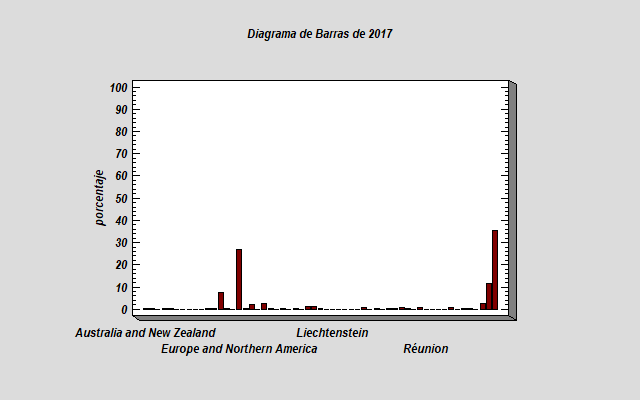 Diagrama de Barras de 2017
100
90
80
70
60
50
40
30
20
10
0
porcentaje
Australia and New Zealand
Liechtenstein
Europe and Northern America
Réunion